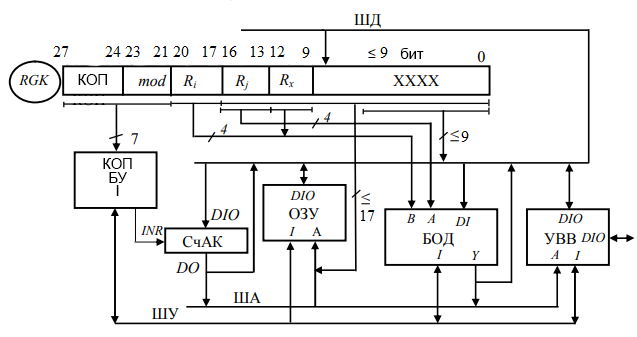 ШД
27 24 23 21 20 17 16 13 12 9 ≤ 9 бит 0
RGK КОП mod Ri Rj Rx XXXX
7 4 4 ≤9
КОП
БУ
I
≤
17
DIO
DIO
ОЗУ
I A
B A DI
БОД
I Y
DIO
УВВ DIO
A I
INR
СчАК
DO
ША
ШУ